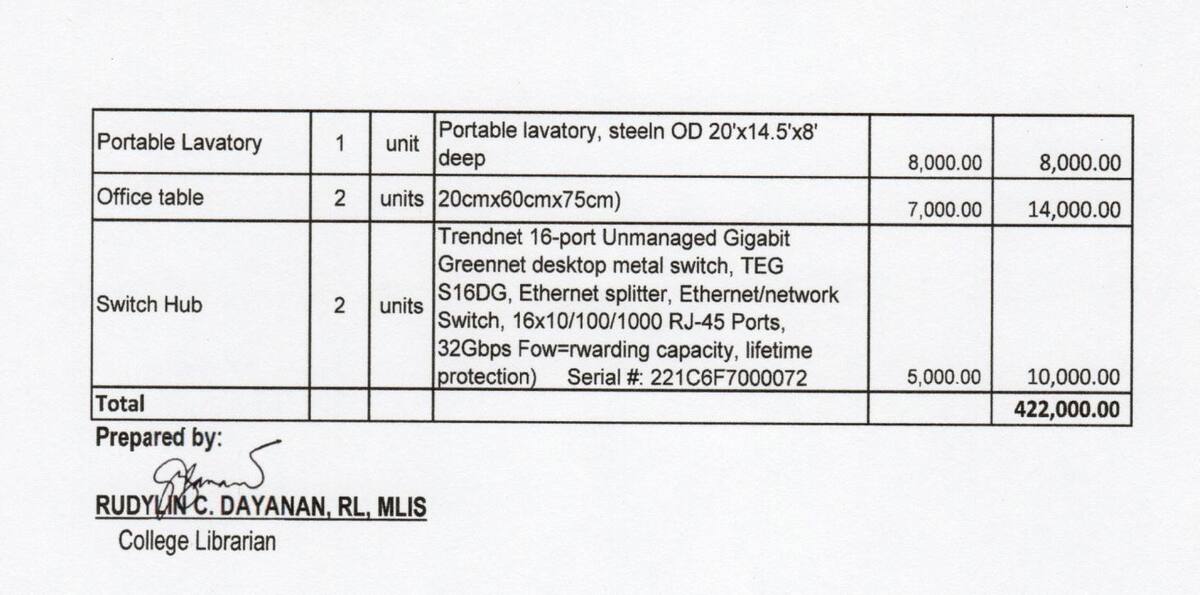 Portable Lavatory 1 unit Portable lavatory, steeln OD 20'x14.5'x8'
deep 8,000.00 8,000.00
Office table 2 units 20cmx60cmx75cm) 7,000.00 14,000.00
Trendnet 16-port Unmanaged Gigabit
Greennet desktop metal switch, TEG
S16DG, Ethernet splitter, Ethernet/network
Switch Hub 2 units Switch, 16x10/100/1000 RJ-45 Ports,
32Gbps Fow=rwarding capacity, lifetime
protection) Serial #: 221C6F7000072 5,000.00 10,000.00
Total 422,000.00
Prepared by:
RUDYLIN C. DAYANAN, RL, MLIS
College Librarian